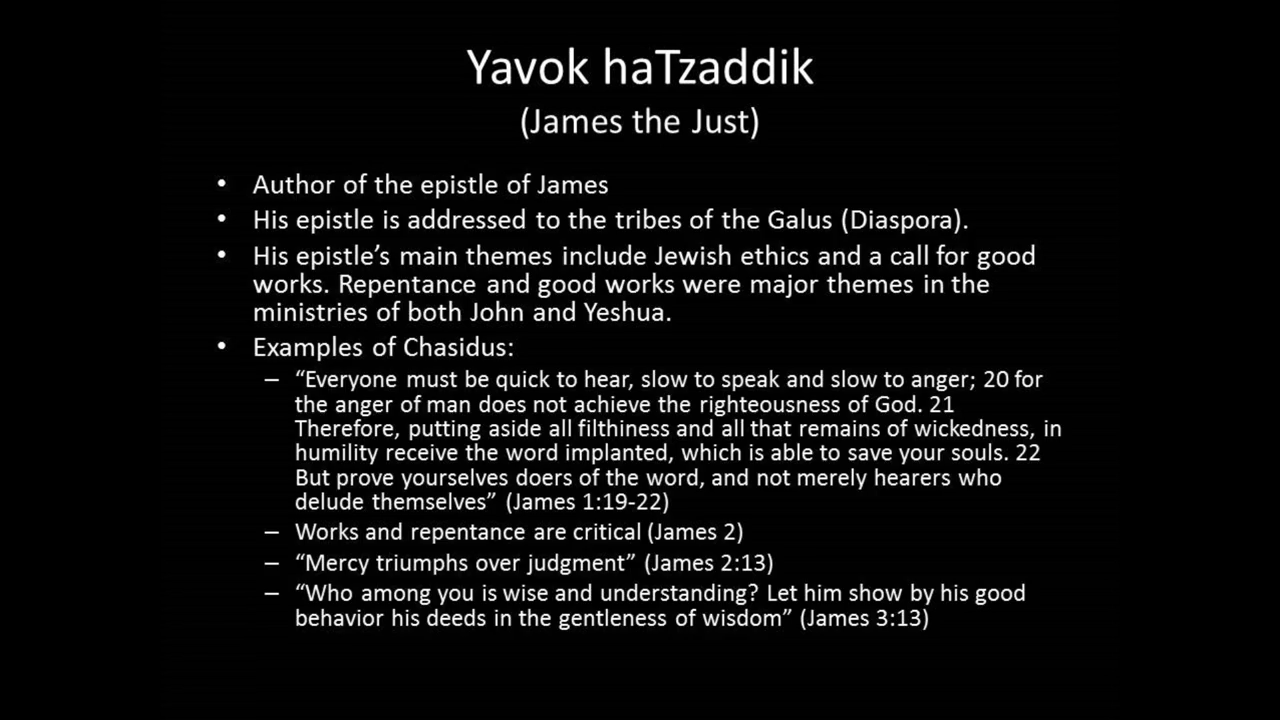 Yavok haTzaddik
(James the Just)
• Author of the epistle of James
• His epistle is addressed to the tribes of the Galus (Diaspora).
• His epistle’s main themes include Jewish ethics and a call for good
works. Repentance and good works were major themes in the
ministries of both John and Yeshua.
• Examples of Chasidus:
– “Everyone must be quick to hear, slow to speak and slow to anger; 20 for
the anger of man does not achieve the righteousness of God. 21
Therefore, putting aside all filthiness and all that remains of wickedness, in
humility receive the word implanted, which is able to save your souls. 22
But prove yourselves doers of the word, and not merely hearers who
delude themselves” (James 1:19-22)
– Works and repentance are critical (James 2)
– “Mercy triumphs over judgment” (James 2:13)
– “Who among you is wise and understanding? Let him show by his good
behavior his deeds in the gentleness of wisdom” (James 3:13)